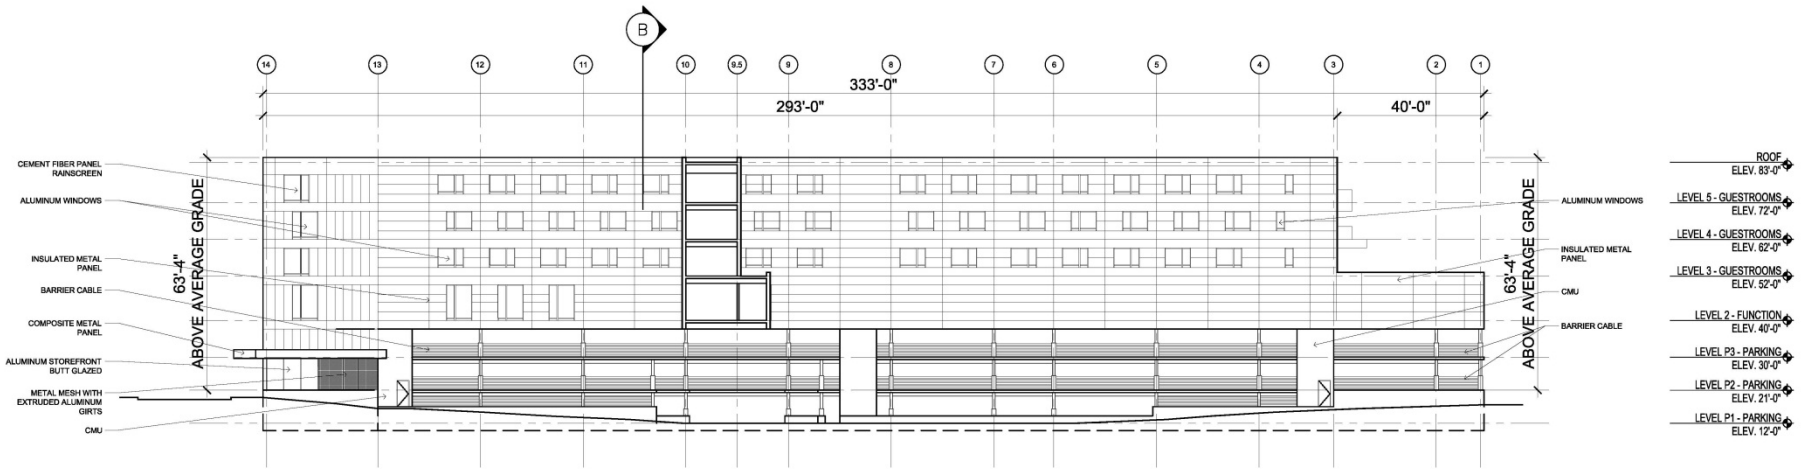 B
14 13 12 11 10 9.5 9 8 7 6 5 4 3 2 1
333'-0"
293'-0" 40'-0"
CEMENT FIBER PANEL
RAINSCREEN
ALUMINUM WINDOWS
INSULATED METAL
PANEL
BARRIER CABLE
COMPOSITE METAL
PANEL
ALUMINUM STOREFRONT
BUTT GLAZED
METAL MESH WITH
EXTRUDED ALUMINUM
GIRTS
CMU
63'-4"
ABOVE AVERAGE GRADE
63'-4"
ABOVE AVERAGE GRADE
ALUMINUM WINDOWS
INSULATED METAL
PANEL
CMU
BARRIER CABLE
ROOF
ELEV. 83'-0"
LEVEL 5 - GUESTROOMS
ELEV. 72'-0"
LEVEL 4 - GUESTROOMS
ELEV. 62'-0"
LEVEL 3 - GUESTROOMS
ELEV. 52'-0"
LEVEL 2 - FUNCTION
ELEV. 40'-0"
LEVEL P3 - PARKING
ELEV. 30'-0"
LEVEL P2 - PARKING
ELEV. 21'-0"
LEVEL P1 - PARKING
ELEV. 12'-0"